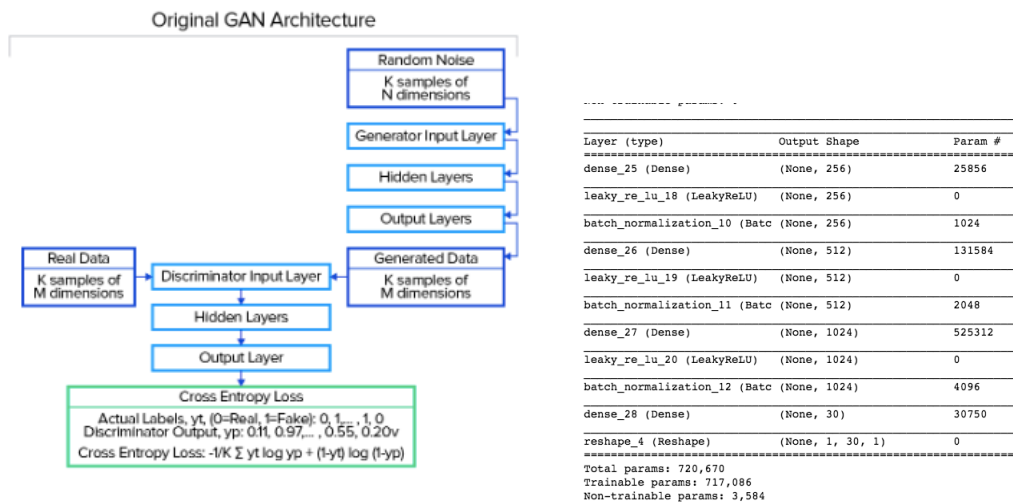 Original GAN Architecture
Random Noise
K samples of
N dimensions
Generator Input Layer
Hidden Layers
Output Layers
Real Data
K samples of
M dimensions
Discriminator Input Layer
Generated Data
K samples of
M dimensions
Hidden Layers
Output Layer
Cross Entropy Loss
Actual Labels, yt, (0=Real, 1=Fake): 0, 1,... , 1, 0
Discriminator Output, yp: 0.11, 0.97,... , 0.55, 0.20v
Cross Entropy Loss: -1/K ∑ yt log yp + (1-yt) log (1-yp)
Layer (type) Output Shape Param #
dense_25 (Dense) (None, 256) 25856
leaky_re_lu_18 (LeakyReLU) (None, 256) 0
batch_normalization_10 (Batc (None, 256) 1024
dense_26 (Dense) (None, 512) 131584
leaky_re_lu_19 (LeakyReLU) (None, 512) 0
batch_normalization_11 (Batc (None, 512) 2048
dense_27 (Dense) (None, 1024) 525312
leaky_re_lu_20 (LeakyReLU) (None, 1024) 0
batch_normalization_12 (Batc (None, 1024) 4096
dense_28 (Dense) (None, 30) 30750
reshape_4 (Reshape) (None, 1, 30, 1) 0
Total params: 720,670
Trainable params: 717,086
Non-trainable params: 3,584